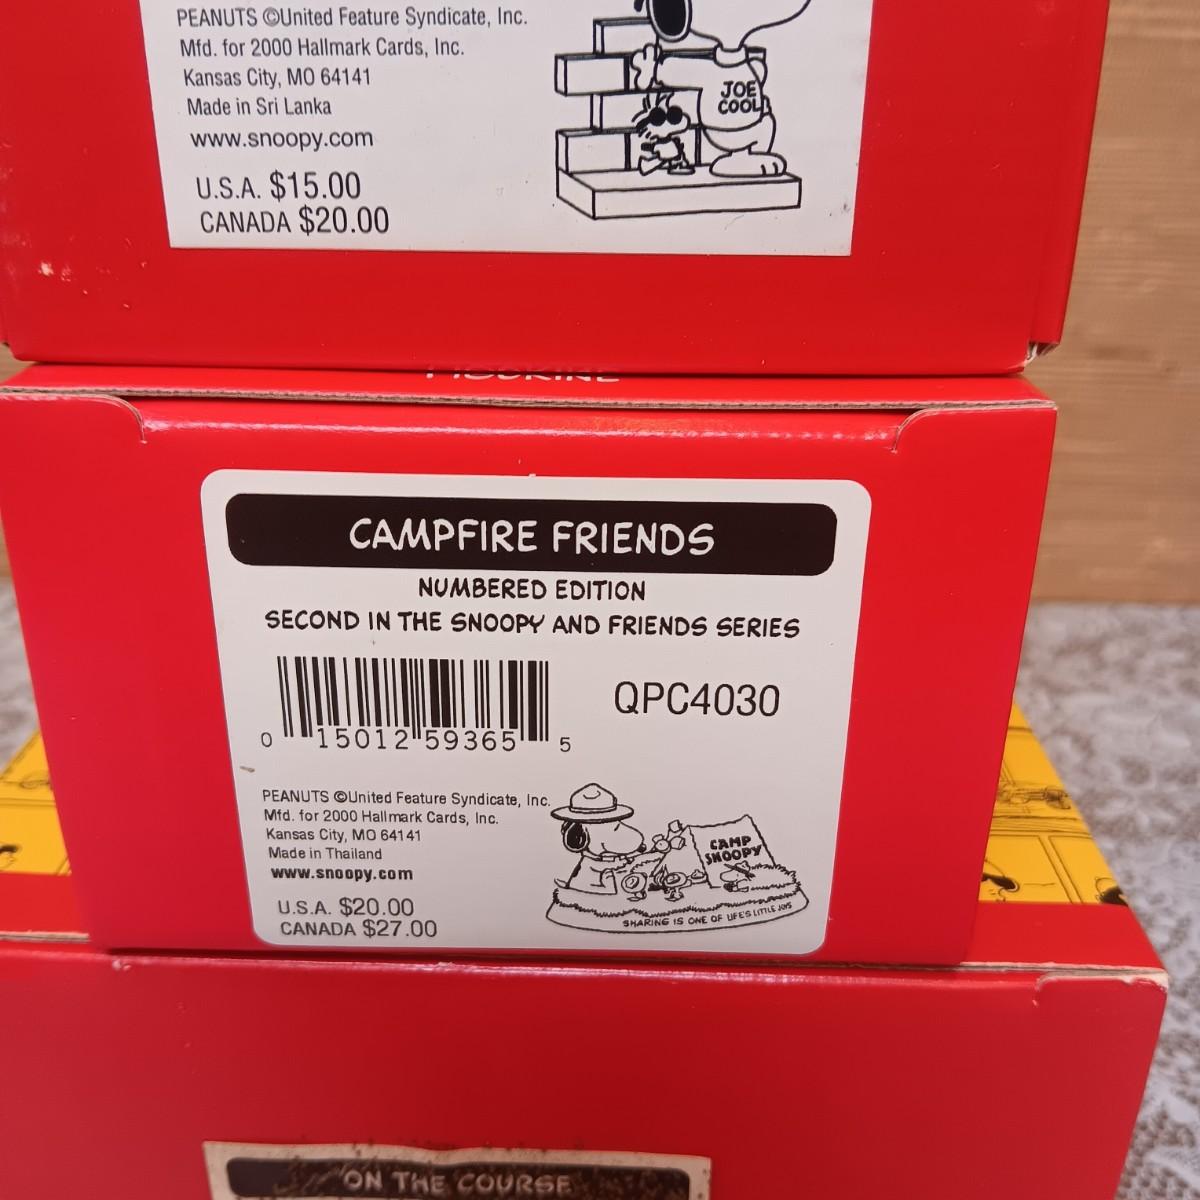 PEANUTS ©United Feature Syndicate, Inc.
Mfd. for 2000 Hallmark Cards, Inc.
Kansas City, MO 64141
Made in Sri Lanka
www.snoopy.com
U.S.A. $15.00
CANADA $20.00
JOE
COOL
CAMPFIRE FRIENDS
NUMBERED EDITION
SECOND IN THE SNOOPY AND FRIENDS SERIES
QPC4030
0 15012 59365 5
PEANUTS ©United Feature Syndicate, Inc.
Mfd. for 2000 Hallmark Cards, Inc.
Kansas City, MO 64141
Made in Thailand
www.snoopy.com
U.S.A. $20.00
CANADA $27.00
CAMP
SNOOPY
SHARING IS ONE OF LIFE'S LITTLE JOYS
ON THE COURSE